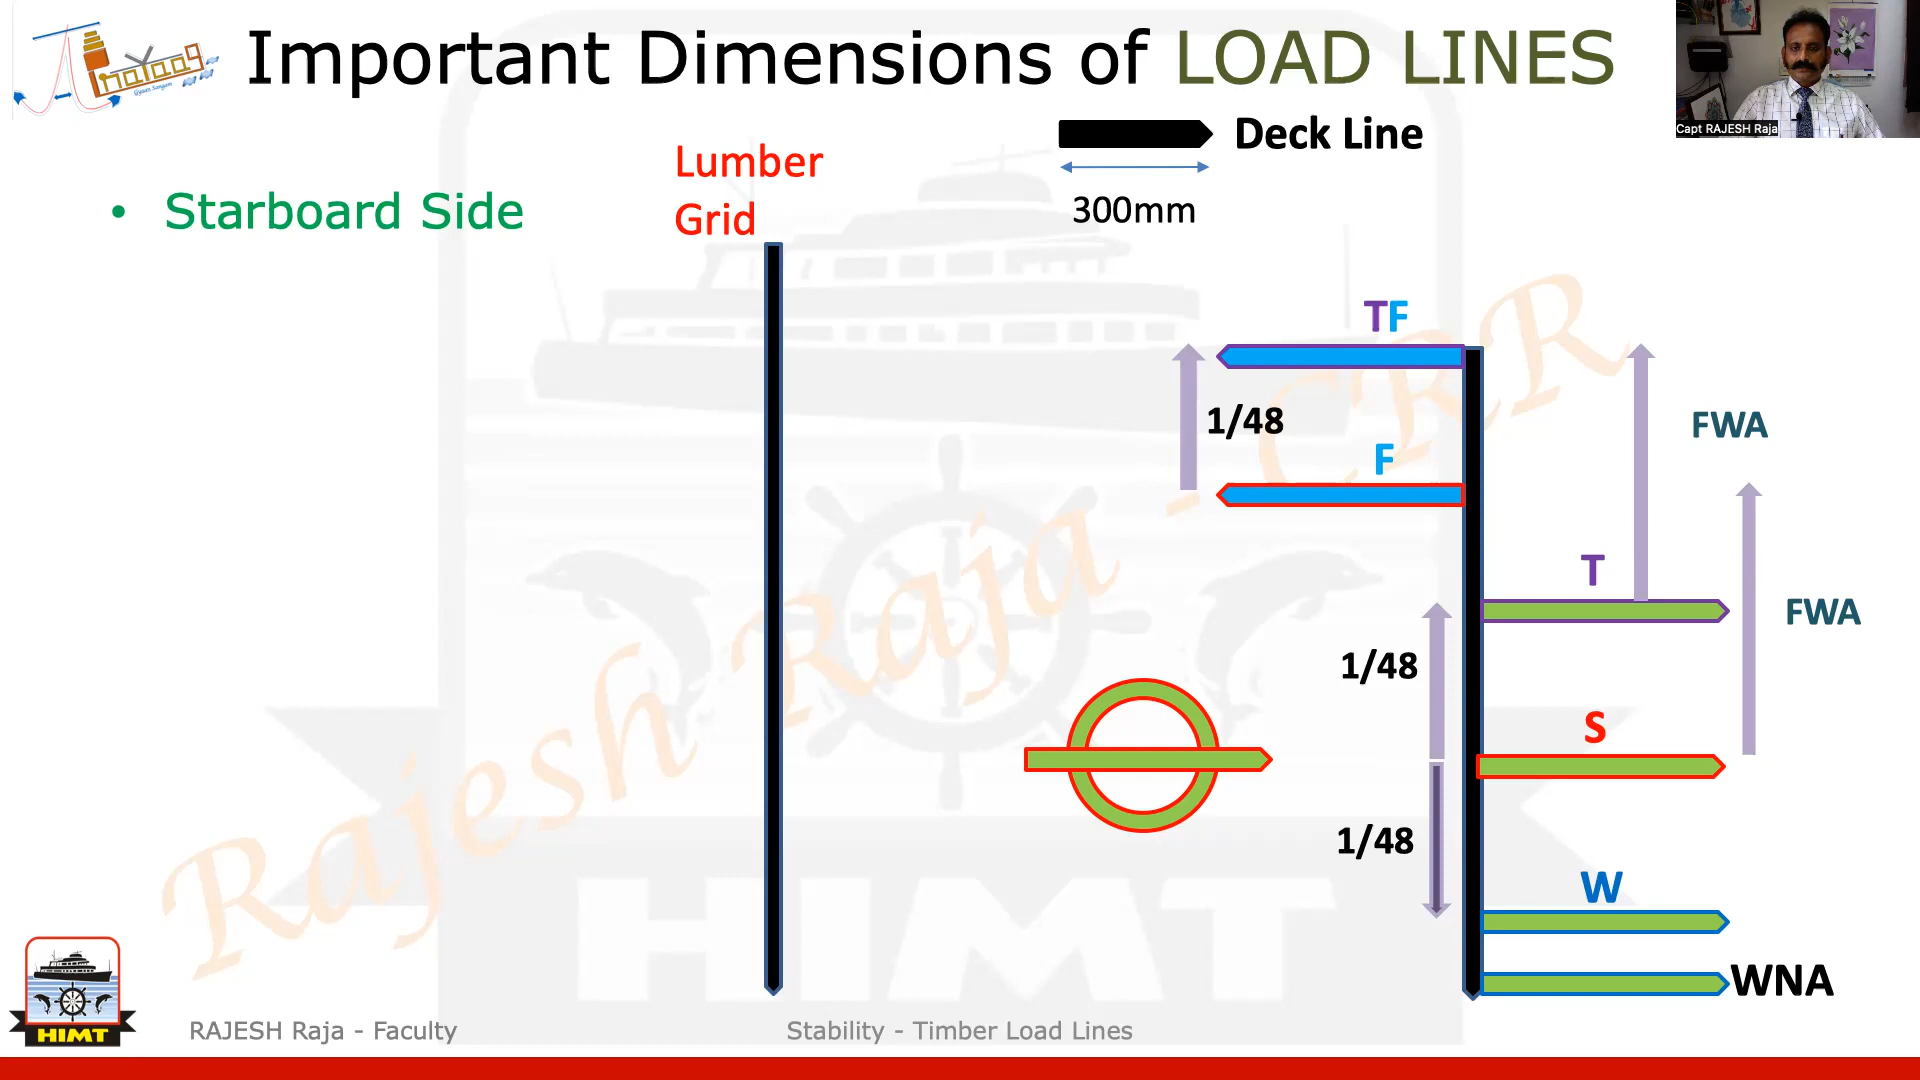 Important Dimensions of LOAD LINES
Capt RAJESH Raja
Deck Line
300mm
Lumber
Grid
• Starboard Side
TF
1/48
FWA
F
T
FWA
1/48
S
1/48
W
WNA
Rajesh Raja - CRR
HIMT
HIMT
RAJESH Raja - Faculty
Stability - Timber Load Lines